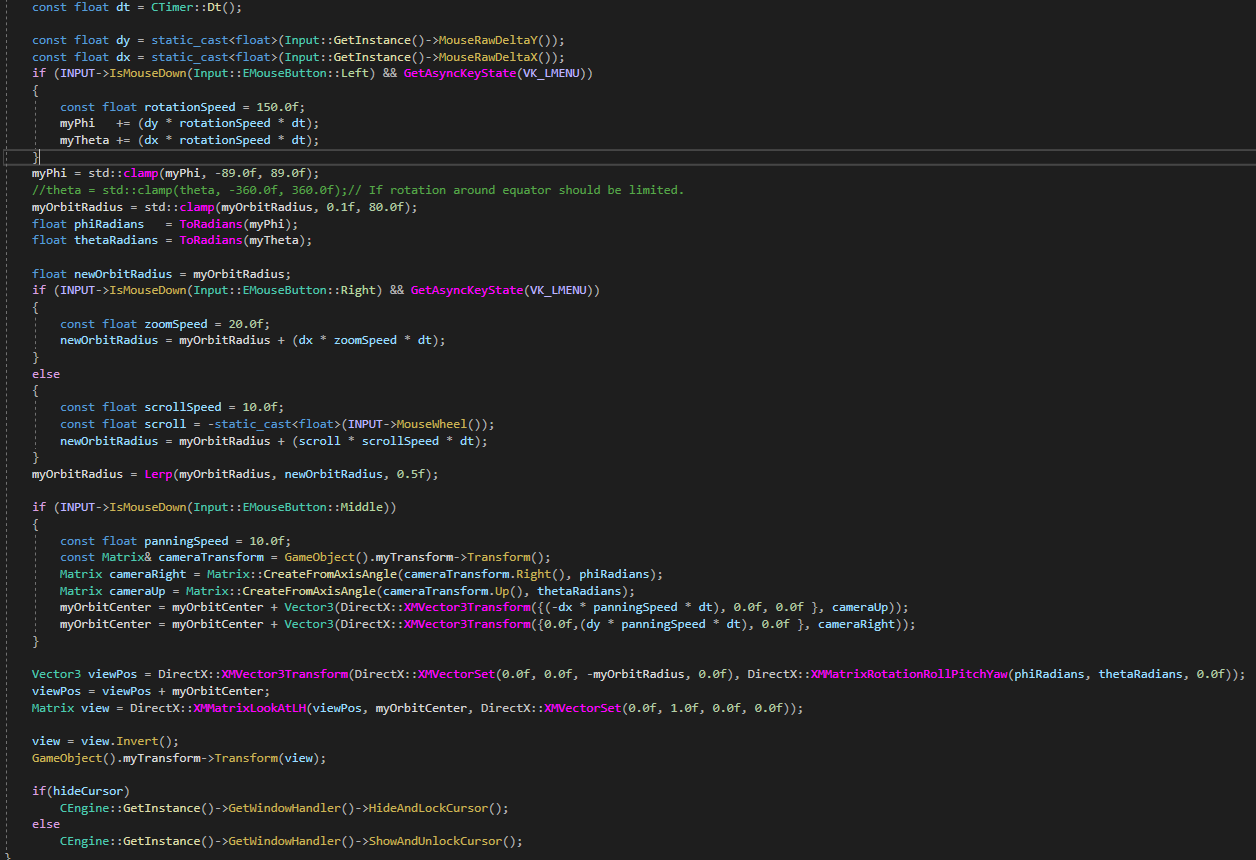 const float dt = CTimer::Dt();
const float dy = static_cast<float>(Input::GetInstance()->MouseRawDeltaY());
const float dx = static_cast<float>(Input::GetInstance()->MouseRawDeltaX());
if (INPUT->IsMouseDown(Input::EMouseButton::Left) && GetAsyncKeyState(VK_LMENU))
{
const float rotationSpeed = 150.0f;
myPhi   += (dy * rotationSpeed * dt);
myTheta += (dx * rotationSpeed * dt);
}
myPhi = std::clamp(myPhi, -89.0f, 89.0f);
//theta = std::clamp(theta, -360.0f, 360.0f);// If rotation around equator should be limited.
myOrbitRadius = std::clamp(myOrbitRadius, 0.1f, 80.0f);
float phiRadians   = ToRadians(myPhi);
float thetaRadians = ToRadians(myTheta);
float newOrbitRadius = myOrbitRadius;
if (INPUT->IsMouseDown(Input::EMouseButton::Right) && GetAsyncKeyState(VK_LMENU))
{
const float zoomSpeed = 20.0f;
newOrbitRadius = myOrbitRadius + (dx * zoomSpeed * dt);
}
else
{
const float scrollSpeed = 10.0f;
const float scroll = -static_cast<float>(INPUT->MouseWheel());
newOrbitRadius = myOrbitRadius + (scroll * scrollSpeed * dt);
}
myOrbitRadius = Lerp(myOrbitRadius, newOrbitRadius, 0.5f);
if (INPUT->IsMouseDown(Input::EMouseButton::Middle))
{
const float panningSpeed = 10.0f;
const Matrix& cameraTransform = GameObject().myTransform->Transform();
Matrix cameraRight = Matrix::CreateFromAxisAngle(cameraTransform.Right(), phiRadians);
Matrix cameraUp = Matrix::CreateFromAxisAngle(cameraTransform.Up(), thetaRadians);
myOrbitCenter = myOrbitCenter + Vector3(DirectX::XMVector3Transform({(-dx * panningSpeed * dt), 0.0f, 0.0f }, cameraUp));
myOrbitCenter = myOrbitCenter + Vector3(DirectX::XMVector3Transform({0.0f,(dy * panningSpeed * dt), 0.0f }, cameraRight));
}
Vector3 viewPos = DirectX::XMVector3Transform(DirectX::XMVectorSet(0.0f, 0.0f, -myOrbitRadius, 0.0f), DirectX::XMMatrixRotationRollPitchYaw(phiRadians, thetaRadians, 0.0f));
viewPos = viewPos + myOrbitCenter;
Matrix view = DirectX::XMMatrixLookAtLH(viewPos, myOrbitCenter, DirectX::XMVectorSet(0.0f, 1.0f, 0.0f, 0.0f));
view = view.Invert();
GameObject().myTransform->Transform(view);
if(hideCursor)
CEngine::GetInstance()->GetWindowHandler()->HideAndLockCursor();
else
CEngine::GetInstance()->GetWindowHandler()->ShowAndUnlockCursor();
}